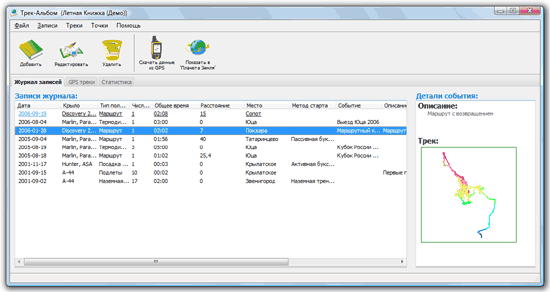 Трек-Альбом (Летная Книжка (Демо))
Файл Записи Треки Точки Помощь
Добавить Редактировать Удалить Скачать данные из GPS Показать в "Планета Земля"
Журнал записей GPS треки Статистика
Записи журнала: Детали события:
Дата Крыло Тип пол... Числ... Общее время Расстояние Место Метод старта Событие Описани
2006-09-19 Discovery 2... Маршрут 1 02:08 15 Сопот
2006-08-04 Marlin, Para... Термоди... 1 03:00 0 Юца Выезд Юца 2006
2006-01-28 Discovery 2... Маршрут 1 02:02 7 Покхара Маршрутный к... Маршрут
2005-09-04 Marlin, Para... Маршрут 1 01:56 40 Татаринцево Пассивная букс...
2005-08-19 Marlin, Para... Термоди... 3 05:00 0 Юца Кубок России ...
2005-08-18 Marlin, Para... Маршрут 1 01:02 25,4 Юца Кубок России ...
2001-11-17 Hunter, ASA Посадка ... 1 00:03 0 Крылатское Активная букс...
2001-09-15 А-44 Подлеты 10 00:02 0 Крылатское Первые п
2001-09-02 А-44 Наземная... 17 02:00 0 Звенигород Наземная трен...
Описание:
Маршрут с возвращением
Трек: